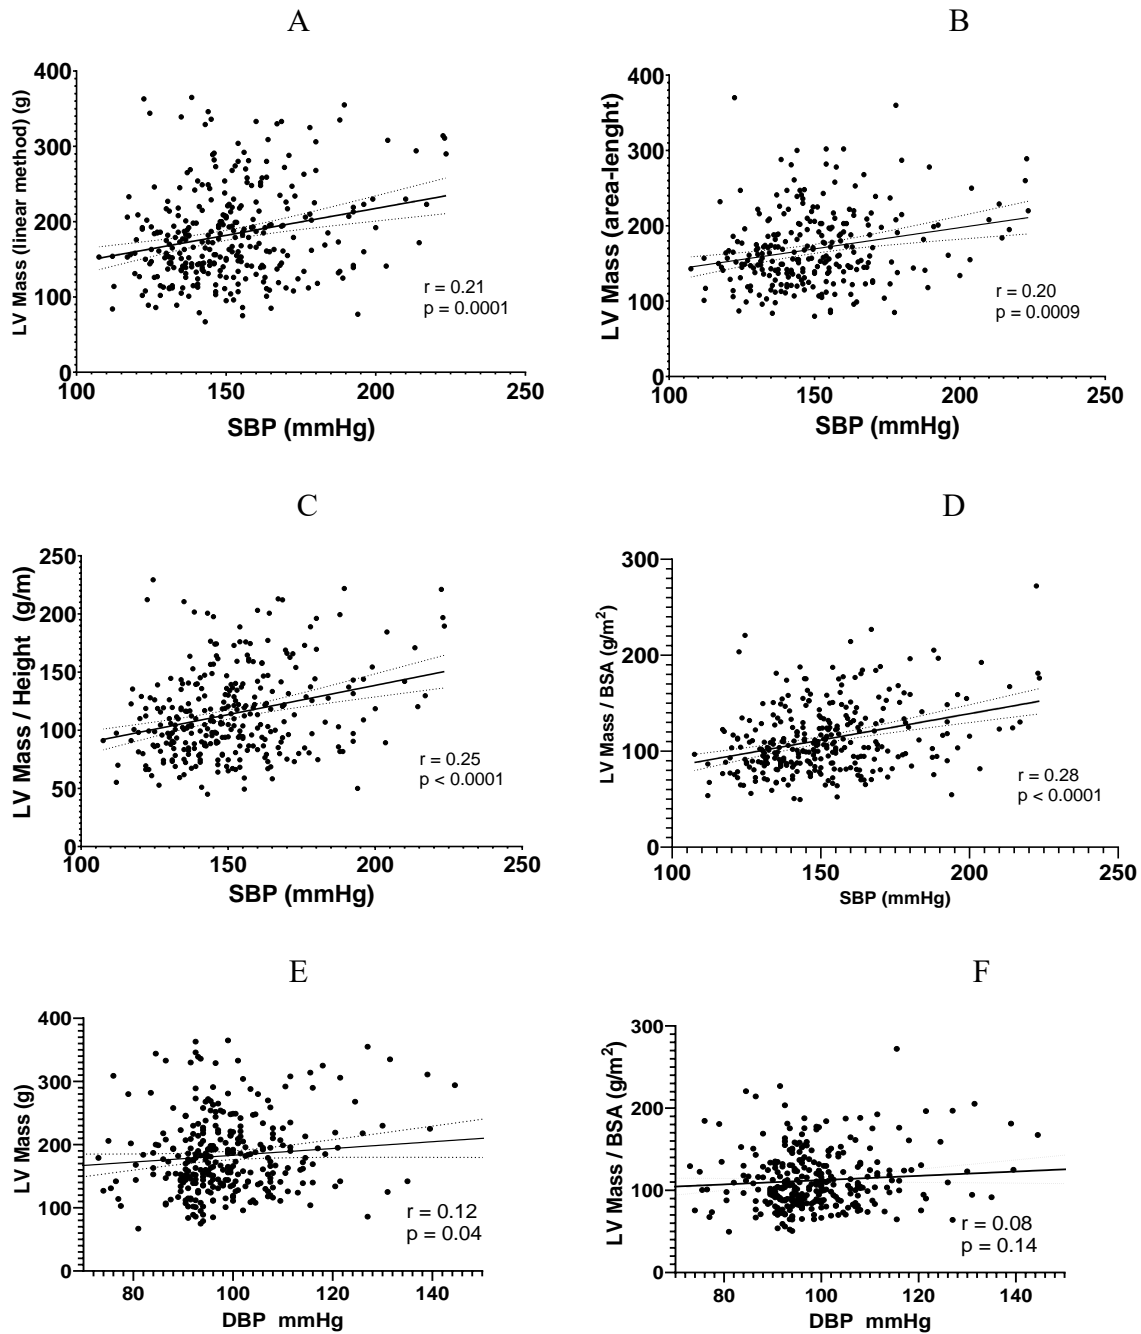 A
LV Mass (linear method) (g)
400
300
200
100
0
100
150
200
250
r = 0.21
p = 0.0001
SBP (mmHg)
B
LV Mass (area-lenght)
400
300
200
100
0
100
150
200
250
r = 0.20
p = 0.0009
SBP (mmHg)
C
LV Mass / Height (g/m)
250
200
150
100
50
0
100
150
200
250
r = 0.25
p < 0.0001
SBP (mmHg)
D
LV Mass / BSA (g/m²)
300
200
100
0
100
150
200
250
r = 0.28
p < 0.0001
SBP (mmHg)
E
LV Mass (g)
400
300
200
100
0
80
100
120
140
r = 0.12
p = 0.04
DBP mmHg
F
LV Mass / BSA (g/m²)
300
200
100
0
80
100
120
140
r = 0.08
p = 0.14
DBP mmHg